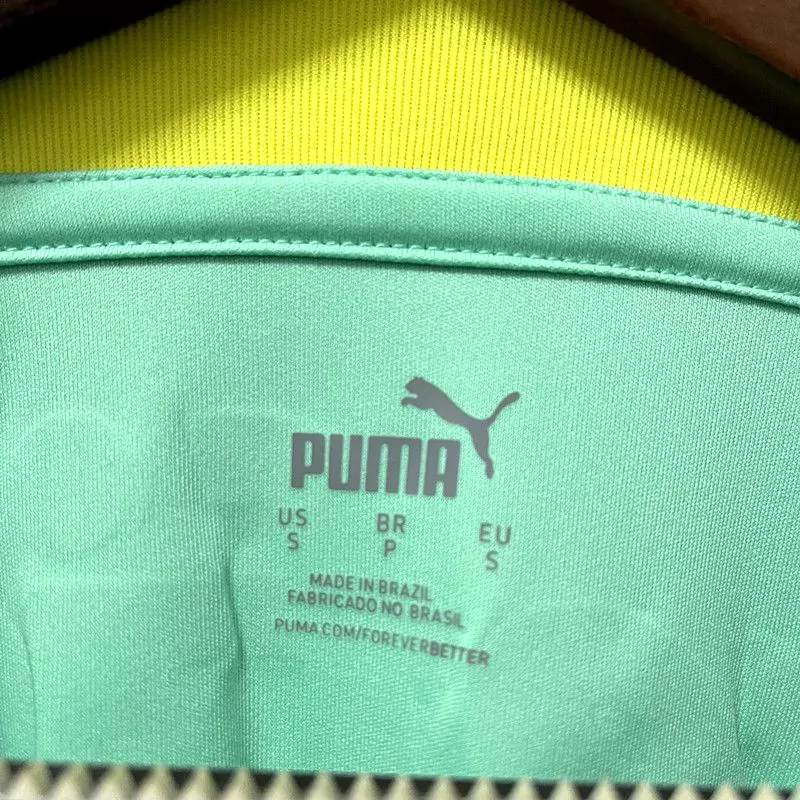 PUMA
US BR EU
S P S
MADE IN BRAZIL
FABRICADO NO BRASIL
PUMA.COM/FOREVERBETTER